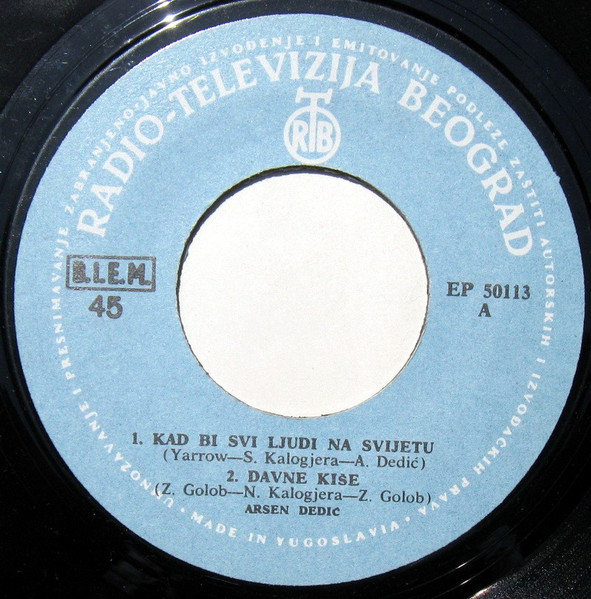 UMNOŽAVANJE I PRESNIMAVANJE ZABRANJENO·JAVNO IZVOĐENJE I EMITOVANJE PODLEŽE ZAŠTITI AUTORSKIH I IZVOĐAČKIH PRAVA
RADIO-TELEVIZIJA BEOGRAD
RTB
B.I.E.M.
45
EP 50113
A
1. KAD BI SVI LJUDI NA SVIJETU
(Yarrow—S. Kalogjera—A. Dedić)
2. DAVNE KIŠE
(Z. Golob—N. Kalogjera—Z. Golob)
ARSEN DEDIĆ
· MADE IN YUGOSLAVIA ·